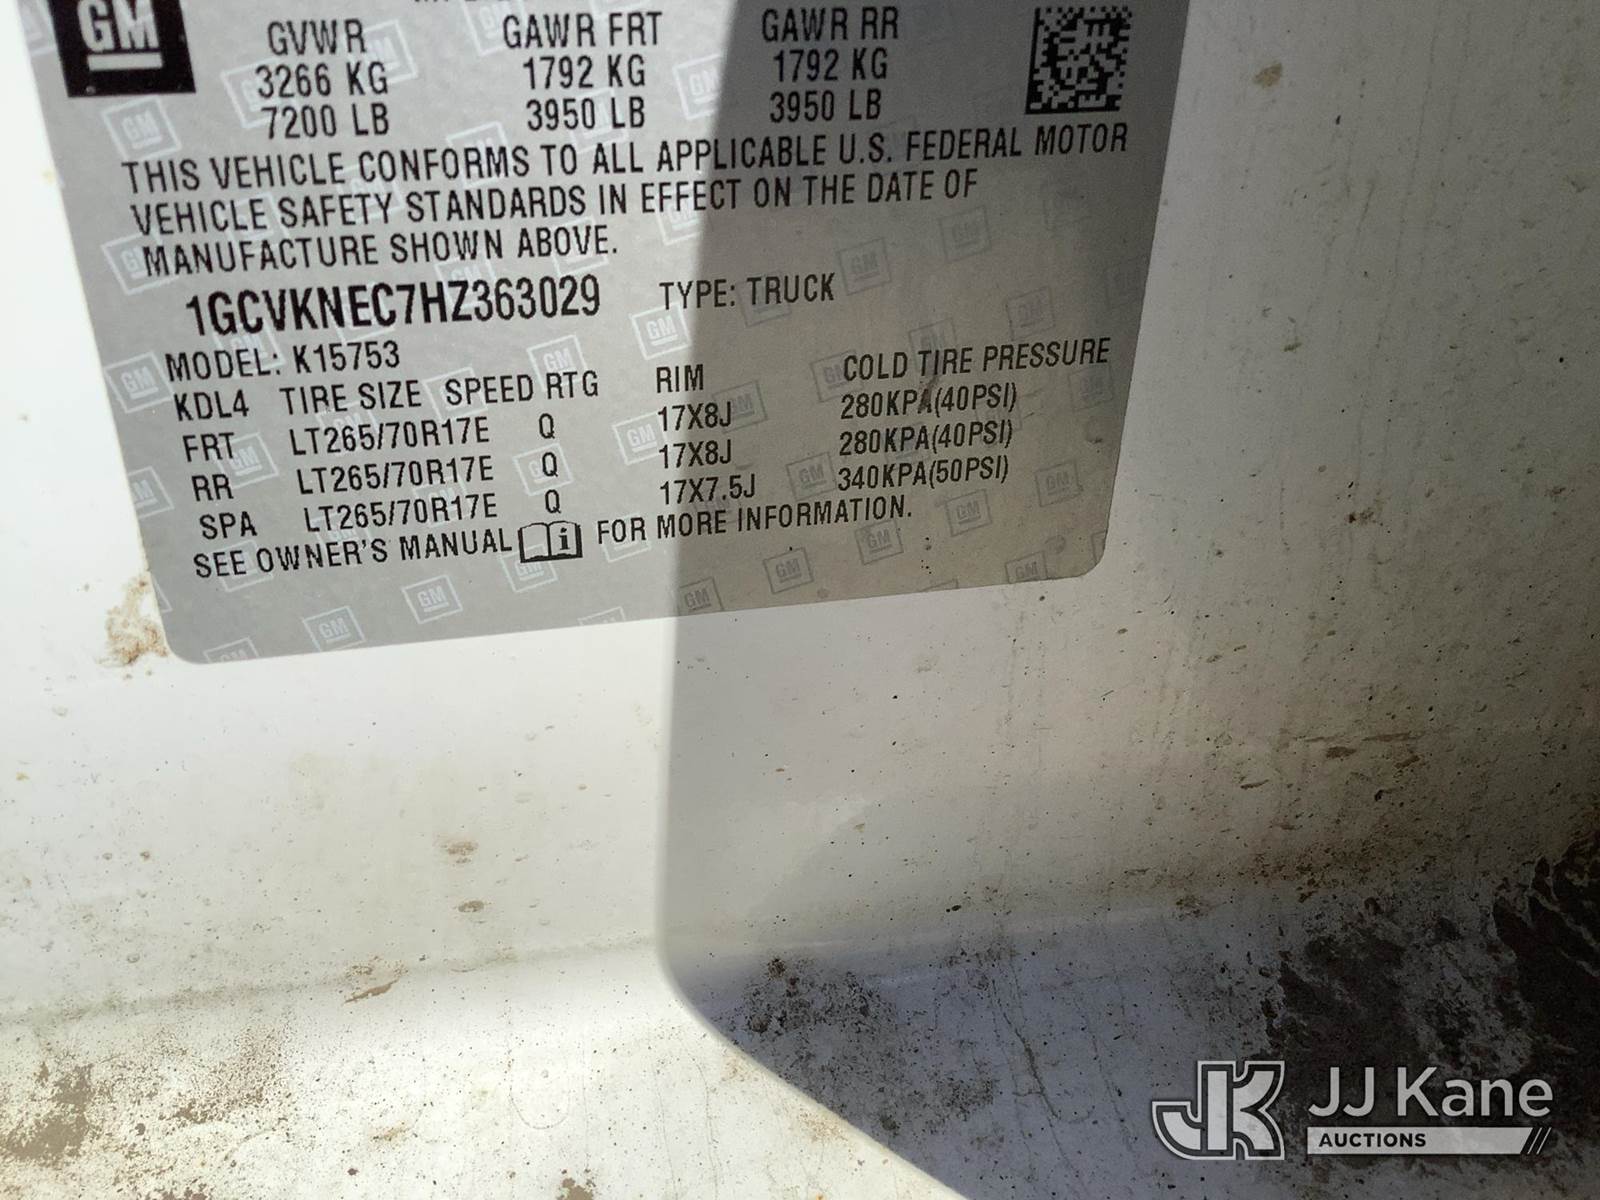 GM
GVWR GAWR FRT GAWR RR
3266 KG 1792 KG 1792 KG
7200 LB 3950 LB 3950 LB
THIS VEHICLE CONFORMS TO ALL APPLICABLE U.S. FEDERAL MOTOR
VEHICLE SAFETY STANDARDS IN EFFECT ON THE DATE OF
MANUFACTURE SHOWN ABOVE.
1GCVKNEC7HZ363029 TYPE: TRUCK
MODEL: K15753
KDL4 TIRE SIZE SPEED RTG RIM COLD TIRE PRESSURE
FRT LT265/70R17E Q 17X8J 280KPA(40PSI)
RR LT265/70R17E Q 17X8J 280KPA(40PSI)
SPA LT265/70R17E Q 17X7.5J 340KPA(50PSI)
SEE OWNER'S MANUAL i FOR MORE INFORMATION.
JK JJ Kane
AUCTIONS